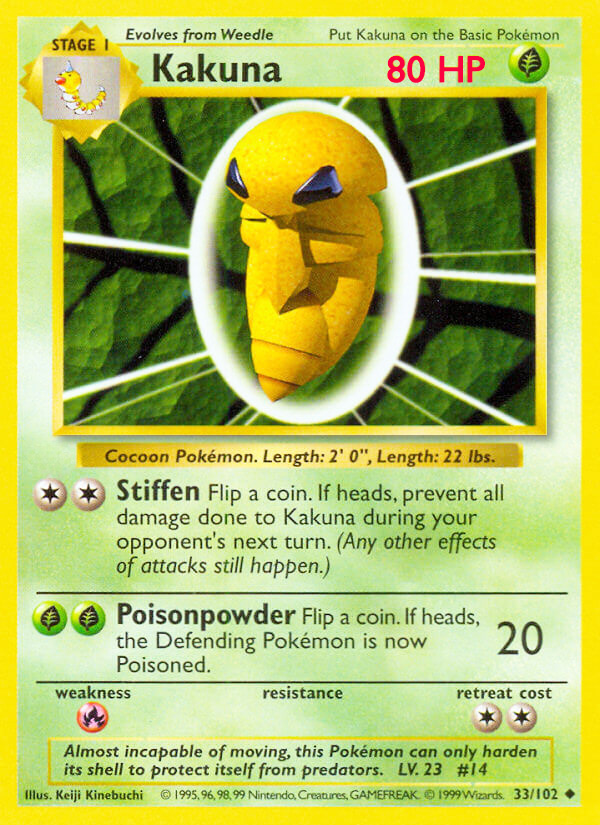 STAGE 1
Evolves from Weedle
Put Kakuna on the Basic Pokémon
Kakuna
80 HP
Cocoon Pokémon. Length: 2' 0", Length: 22 lbs.
Stiffen Flip a coin. If heads, prevent all
damage done to Kakuna during your
opponent's next turn. (Any other effects
of attacks still happen.)
Poisonpowder Flip a coin. If heads,
the Defending Pokémon is now
Poisoned.
20
weakness
resistance
retreat cost
Almost incapable of moving, this Pokémon can only harden
its shell to protect itself from predators. LV. 23 #14
Illus. Keiji Kinebuchi © 1995, 96, 98, 99 Nintendo, Creatures, GAMEFREAK. © 1999 Wizards. 33/102